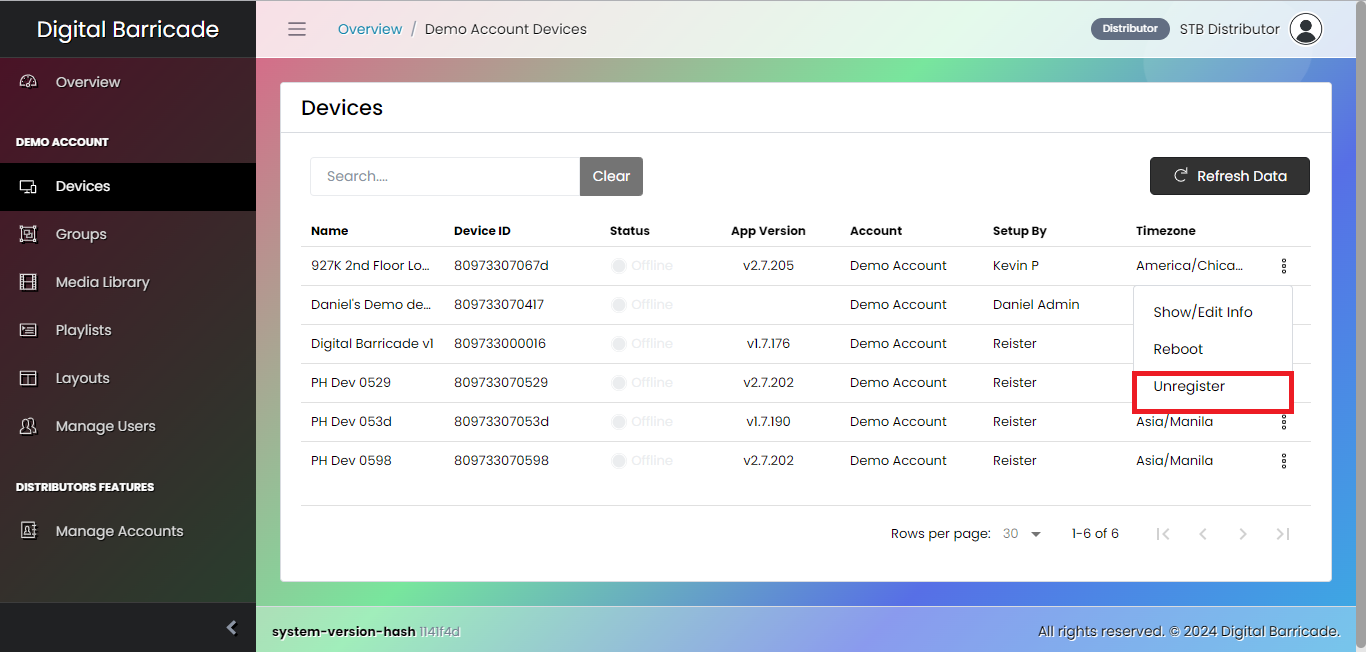 Digital Barricade
Overview / Demo Account Devices
Distributor STB Distributor
Overview
DEMO ACCOUNT
Devices
Groups
Media Library
Playlists
Layouts
Manage Users
DISTRIBUTORS FEATURES
Manage Accounts
Devices
Search.... Clear Refresh Data
Name Device ID Status App Version Account Setup By Timezone
927K 2nd Floor Lo... 80973307067d Offline v2.7.205 Demo Account Kevin P America/Chica...
Daniel's Demo de... 809733070417 Offline Demo Account Daniel Admin
Digital Barricade v1 809733000016 Offline v1.7.176 Demo Account Reister
PH Dev 0529 809733070529 Offline v2.7.202 Demo Account Reister
PH Dev 053d 80973307053d Offline v1.7.190 Demo Account Reister Asia/Manila
PH Dev 0598 809733070598 Offline v2.7.202 Demo Account Reister Asia/Manila
Show/Edit Info
Reboot
Unregister
Rows per page: 30 1-6 of 6
system-version-hash 1141f4d
All rights reserved. © 2024 Digital Barricade.